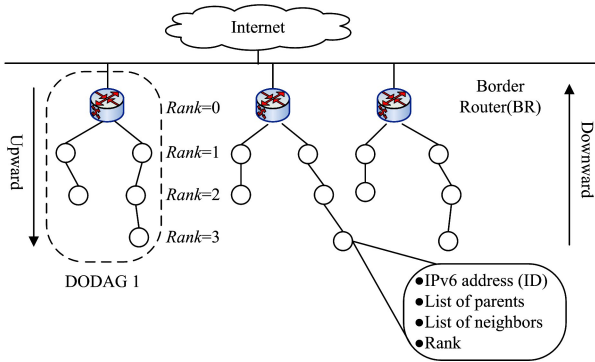 Internet
Border
Router(BR)
Rank=0
Rank=1
Rank=2
Rank=3
Upward
Downward
DODAG 1
●IPv6 address (ID)
●List of parents
●List of neighbors
●Rank